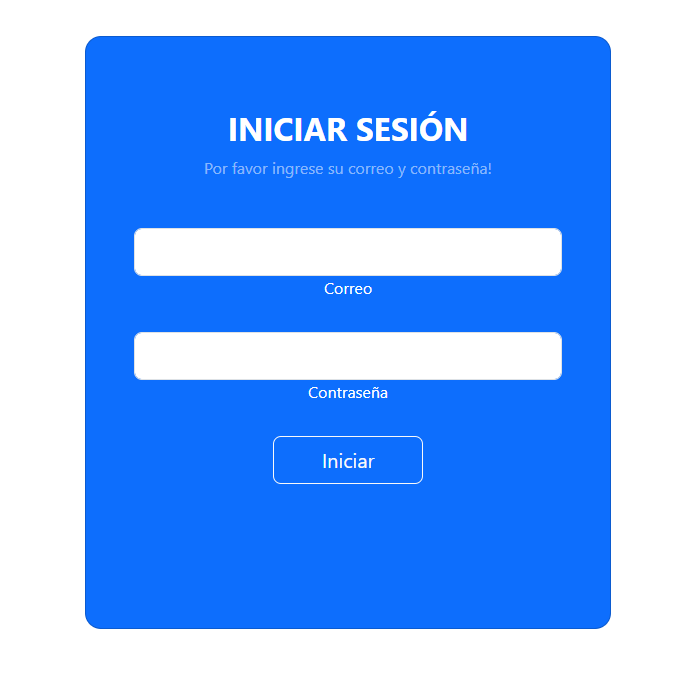 INICIAR SESIÓN
Por favor ingrese su correo y contraseña!
Correo
Contraseña
Iniciar